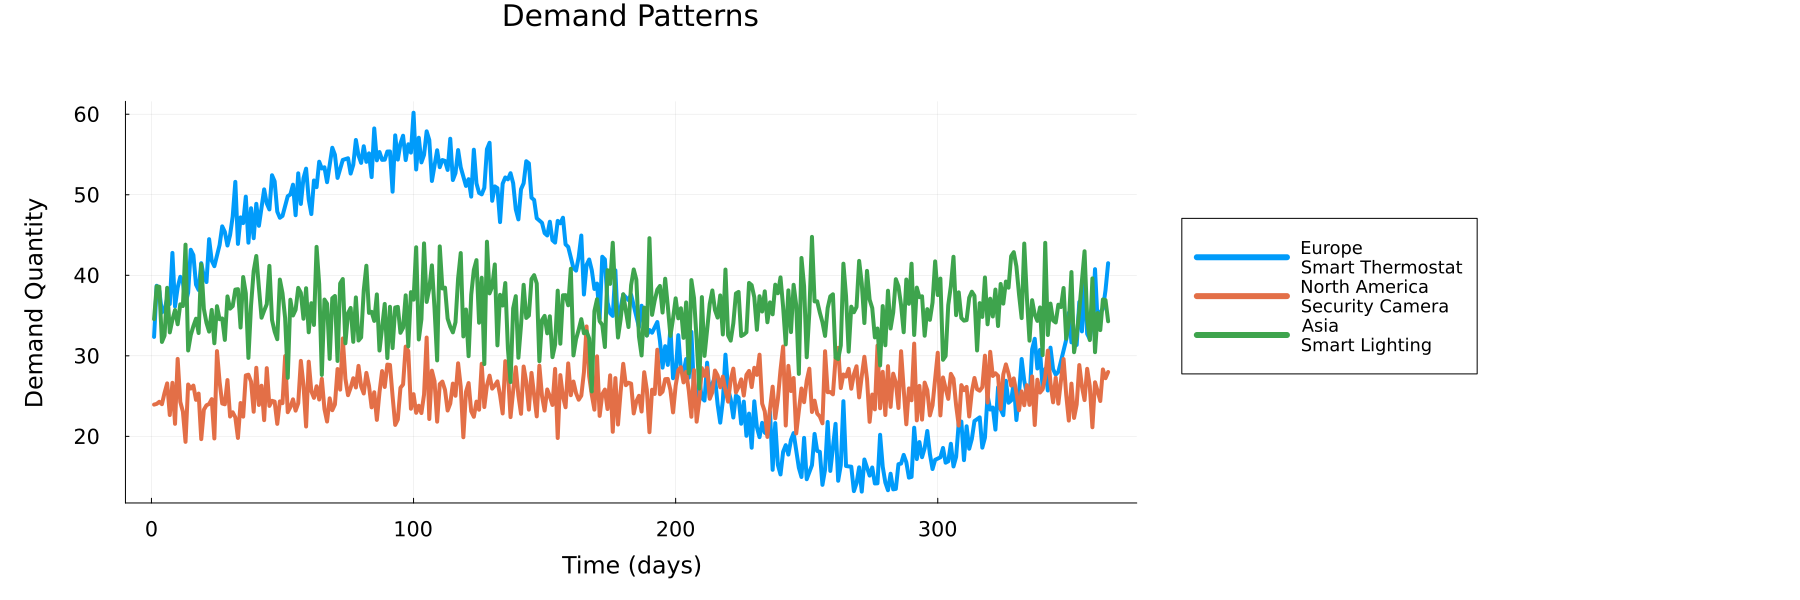 Demand Patterns
Demand Quantity
60
50
40
30
20
0
100
200
300
Time (days)
Europe
Smart Thermostat
North America
Security Camera
Asia
Smart Lighting